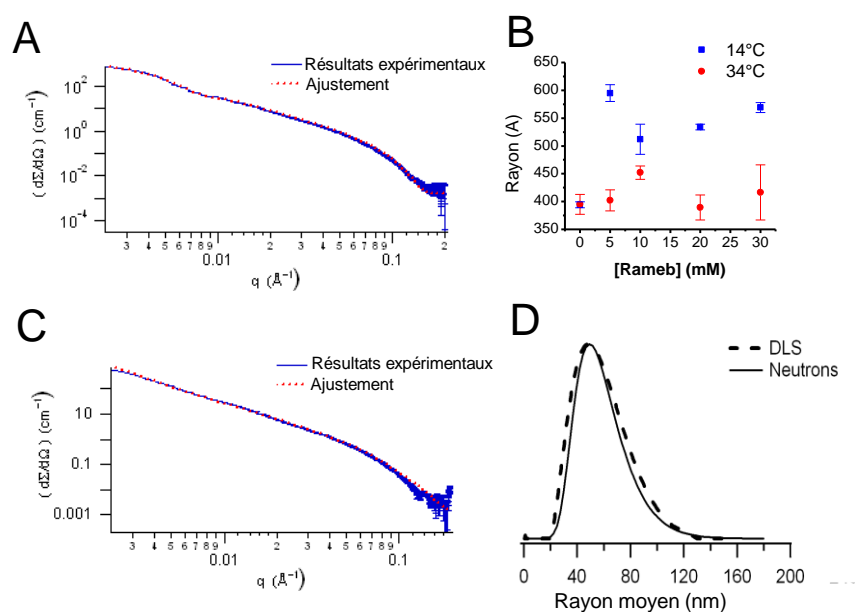 A
Résultats expérimentaux
Ajustement
10²
10⁰
10⁻²
10⁻⁴
(dΣ/dΩ) (cm⁻¹)
3 4 5 6 7 8 9 2 3 4 5 6 7 8 9 2
0.01 0.1
q (Å⁻¹)
B
14°C
34°C
650
600
550
500
450
400
350
Rayon (A)
0 5 10 15 20 25 30
[Rameb] (mM)
C
Résultats expérimentaux
Ajustement
10
0.1
0.001
(dΣ/dΩ) (cm⁻¹)
3 4 5 6 7 8 9 2 3 4 5 6 7 8 9
0.01 0.1
q (Å⁻¹)
D
DLS
Neutrons
0 40 80 120 160 200
Rayon moyen (nm)